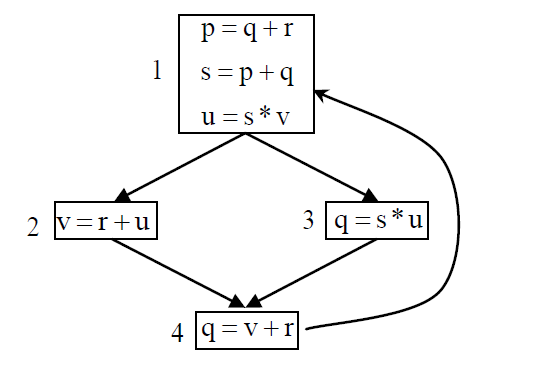 p = q + r
1
s = p + q
u = s * v
2
v = r + u
3
q = s * u
4
q = v + r